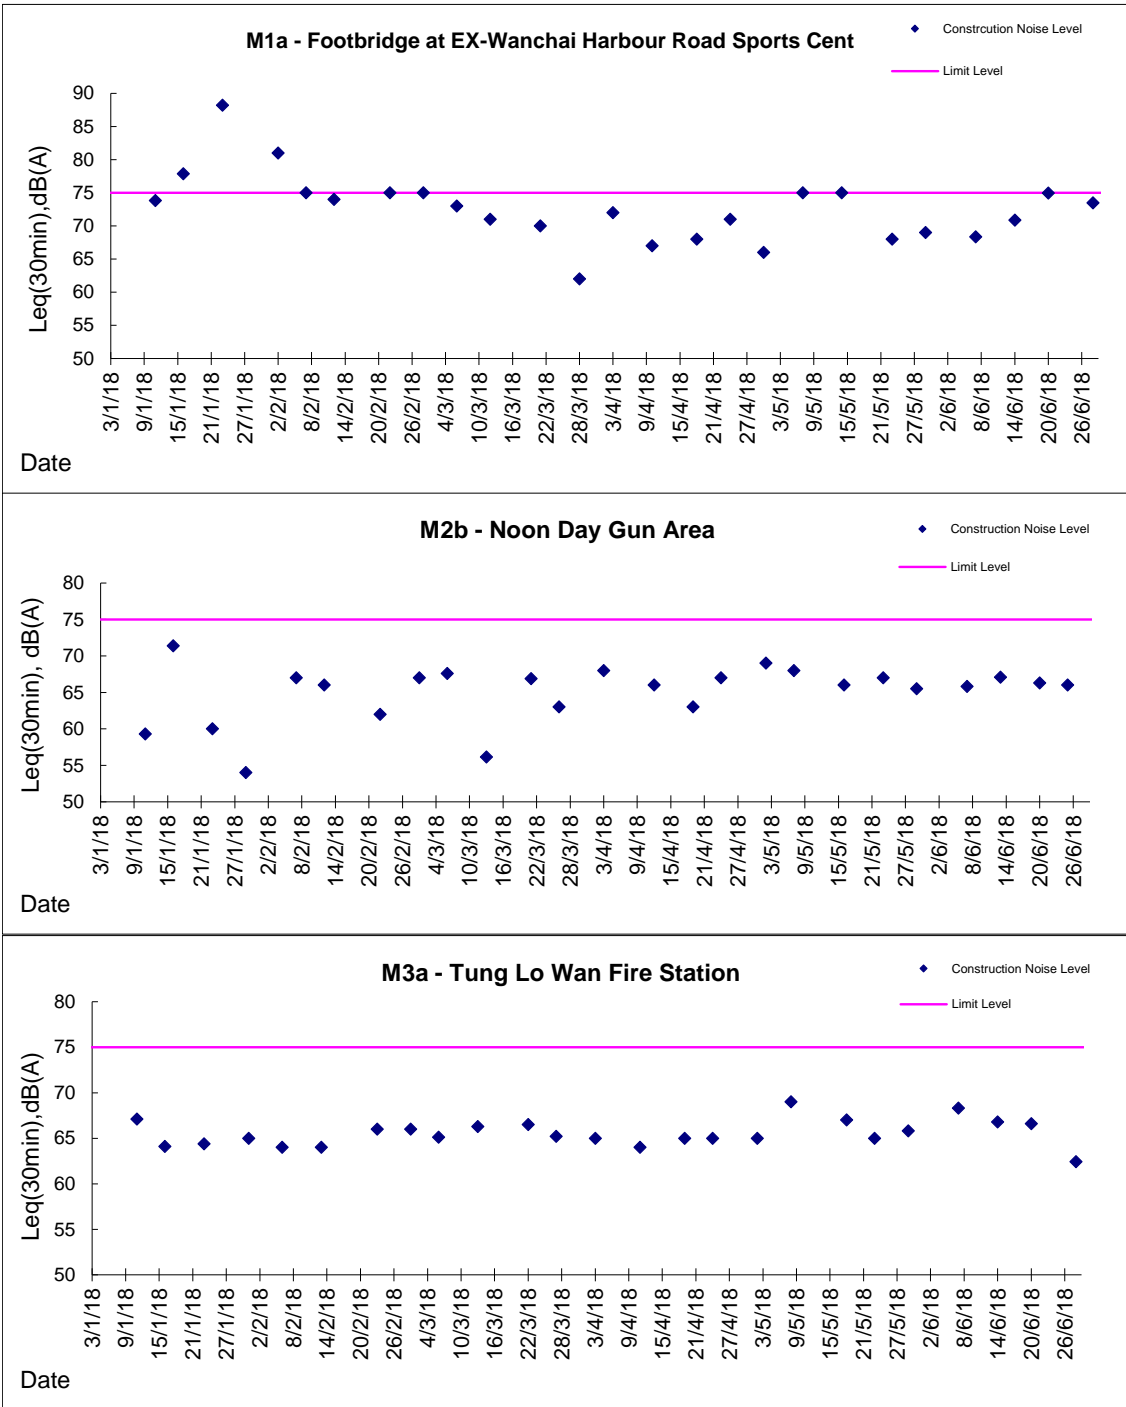 M1a - Footbridge at EX-Wanchai Harbour Road Sports Cent
Constrcution Noise Level
Limit Level
Leq(30min),dB(A)
90
85
80
75
70
65
60
55
50
3/1/18 9/1/18 15/1/18 21/1/18 27/1/18 2/2/18 8/2/18 14/2/18 20/2/18 26/2/18 4/3/18 10/3/18 16/3/18 22/3/18 28/3/18 3/4/18 9/4/18 15/4/18 21/4/18 27/4/18 3/5/18 9/5/18 15/5/18 21/5/18 27/5/18 2/6/18 8/6/18 14/6/18 20/6/18 26/6/18
Date
M2b - Noon Day Gun Area
Construction Noise Level
Limit Level
Leq(30min), dB(A)
80
75
70
65
60
55
50
3/1/18 9/1/18 15/1/18 21/1/18 27/1/18 2/2/18 8/2/18 14/2/18 20/2/18 26/2/18 4/3/18 10/3/18 16/3/18 22/3/18 28/3/18 3/4/18 9/4/18 15/4/18 21/4/18 27/4/18 3/5/18 9/5/18 15/5/18 21/5/18 27/5/18 2/6/18 8/6/18 14/6/18 20/6/18 26/6/18
Date
M3a - Tung Lo Wan Fire Station
Construction Noise Level
Limit Level
Leq(30min),dB(A)
80
75
70
65
60
55
50
3/1/18 9/1/18 15/1/18 21/1/18 27/1/18 2/2/18 8/2/18 14/2/18 20/2/18 26/2/18 4/3/18 10/3/18 16/3/18 22/3/18 28/3/18 3/4/18 9/4/18 15/4/18 21/4/18 27/4/18 3/5/18 9/5/18 15/5/18 21/5/18 27/5/18 2/6/18 8/6/18 14/6/18 20/6/18 26/6/18
Date